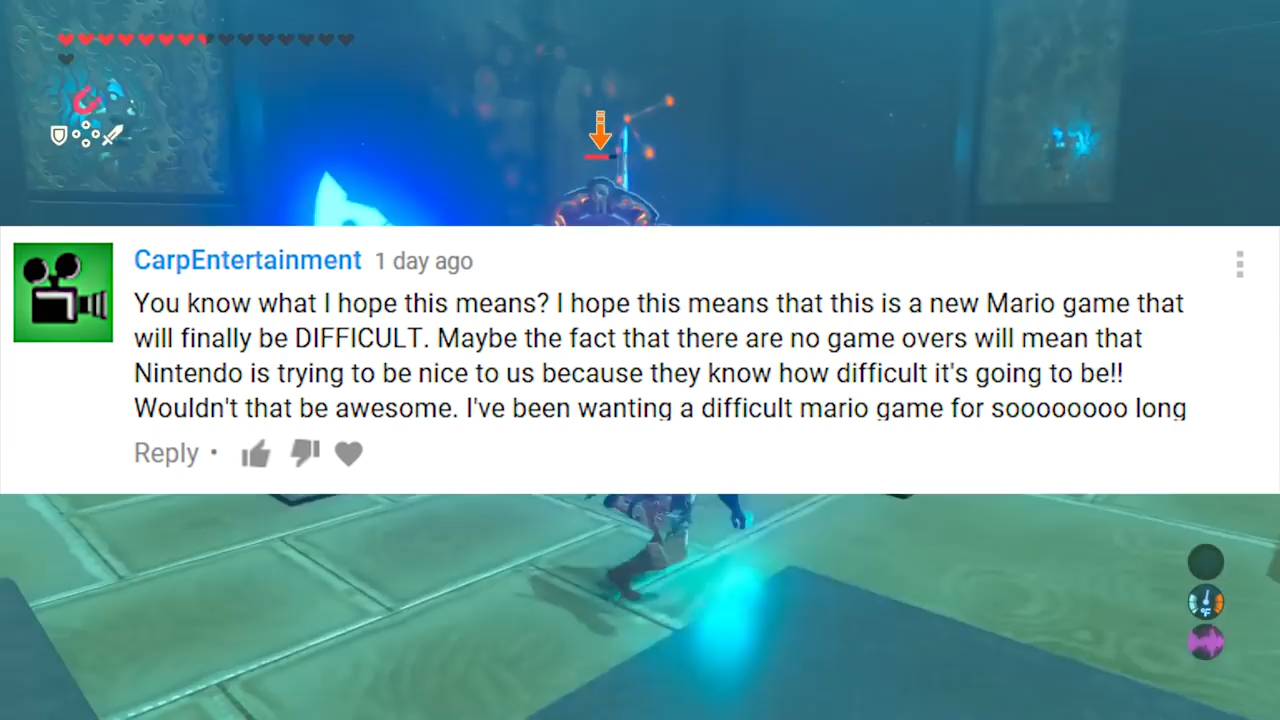 CarpEntertainment 1 day ago
You know what I hope this means? I hope this means that this is a new Mario game that
will finally be DIFFICULT. Maybe the fact that there are no game overs will mean that
Nintendo is trying to be nice to us because they know how difficult it's going to be!!
Wouldn't that be awesome. I've been wanting a difficult mario game for soooooooo long
Reply •
°F